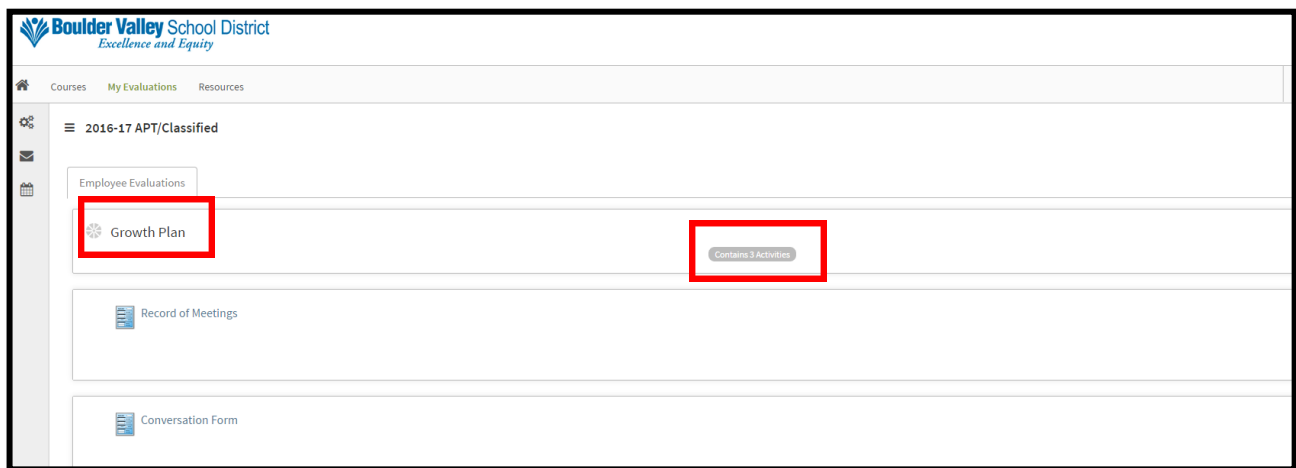 Boulder Valley School District
Excellence and Equity
Courses My Evaluations Resources
2016-17 APT/Classified
Employee Evaluations
Growth Plan
Contains 3 Activities
Record of Meetings
Conversation Form